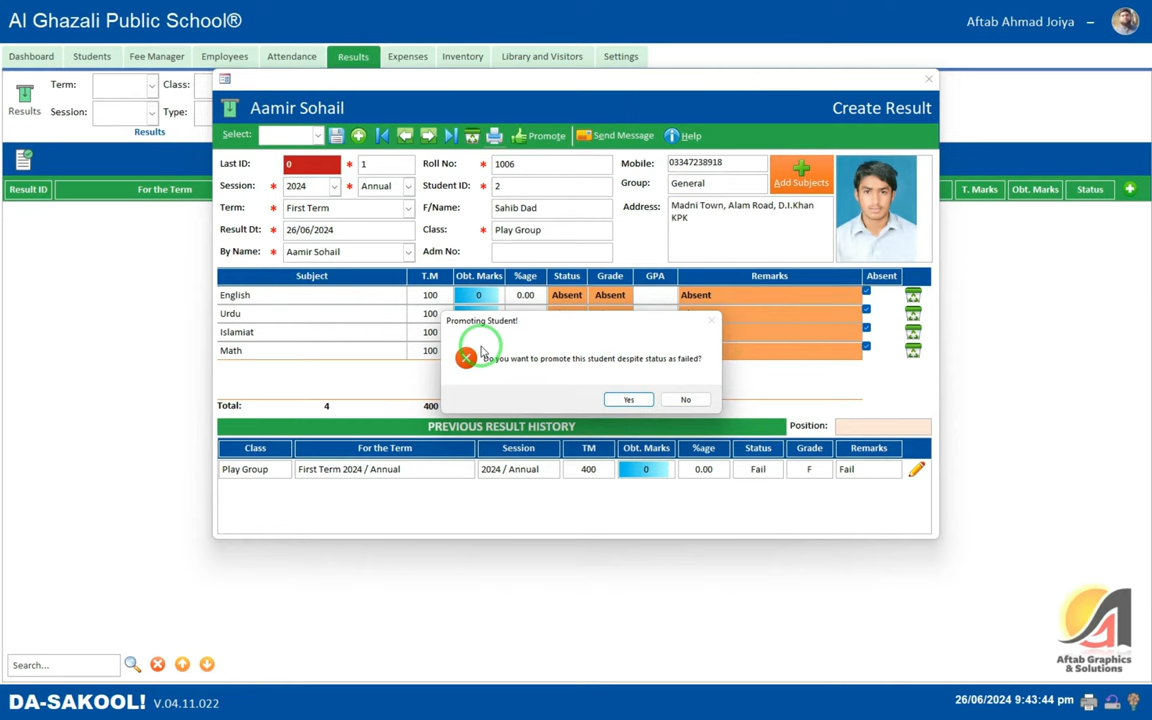 Al Ghazali Public School®
Aftab Ahmad Joiya
Dashboard Students Fee Manager Employees Attendance Results Expenses Inventory Library and Visitors Settings
Term: Class:
Results
Session: Type:
Results
Aamir Sohail Create Result
Select: Promote Send Message Help
Last ID: * 0 * 1 Roll No: * 1006 Mobile: 03347238918
Session: * 2024 * Annual Student ID: * 2 Group: General Add Subjects
Term: * First Term F/Name: Sahib Dad Address: Madni Town, Alam Road, D.I.Khan
KPK
Result Dt: * 26/06/2024 Class: * Play Group
By Name: * Aamir Sohail Adm No:
Result ID For the Term T. Marks Obt. Marks Status
Subject T.M Obt. Marks %age Status Grade GPA Remarks Absent
English 100 0 0.00 Absent Absent Absent
Urdu 100
Islamiat 100
Math 100
Promoting Student!
Do you want to promote this student despite status as failed?
Yes No
Total: 4 400
PREVIOUS RESULT HISTORY Position:
Class For the Term Session TM Obt. Marks %age Status Grade Remarks
Play Group First Term 2024 / Annual 2024 / Annual 400 0 0.00 Fail F Fail
Aftab Graphics
& Solutions
Search...
DA-SAKOOL! V.04.11.022
26/06/2024 9:43:44 pm